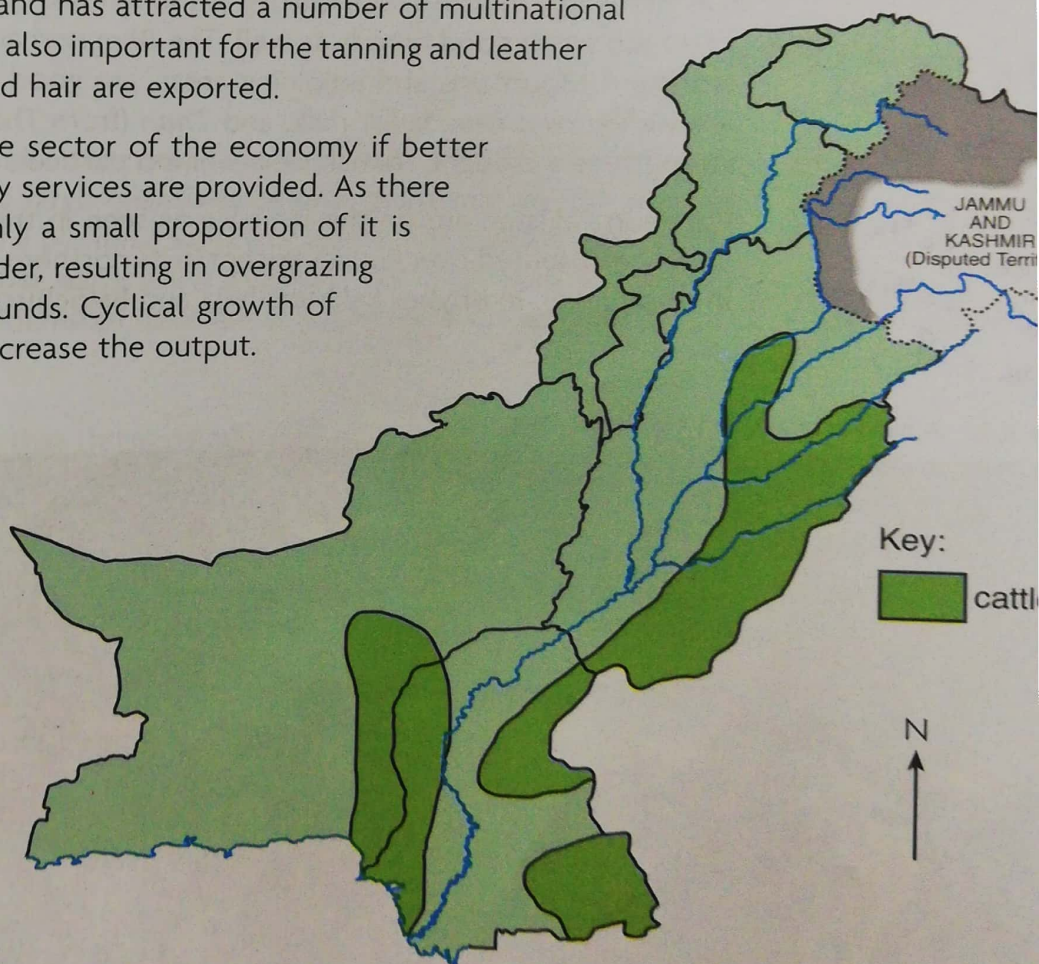 and has attracted a number of multinational
also important for the tanning and leather
d hair are exported.
e sector of the economy if better
y services are provided. As there
ly a small proportion of it is
der, resulting in overgrazing
unds. Cyclical growth of
crease the output.
JAMMU
AND
KASHMIR
(Disputed Terri
Key:
cattl
N